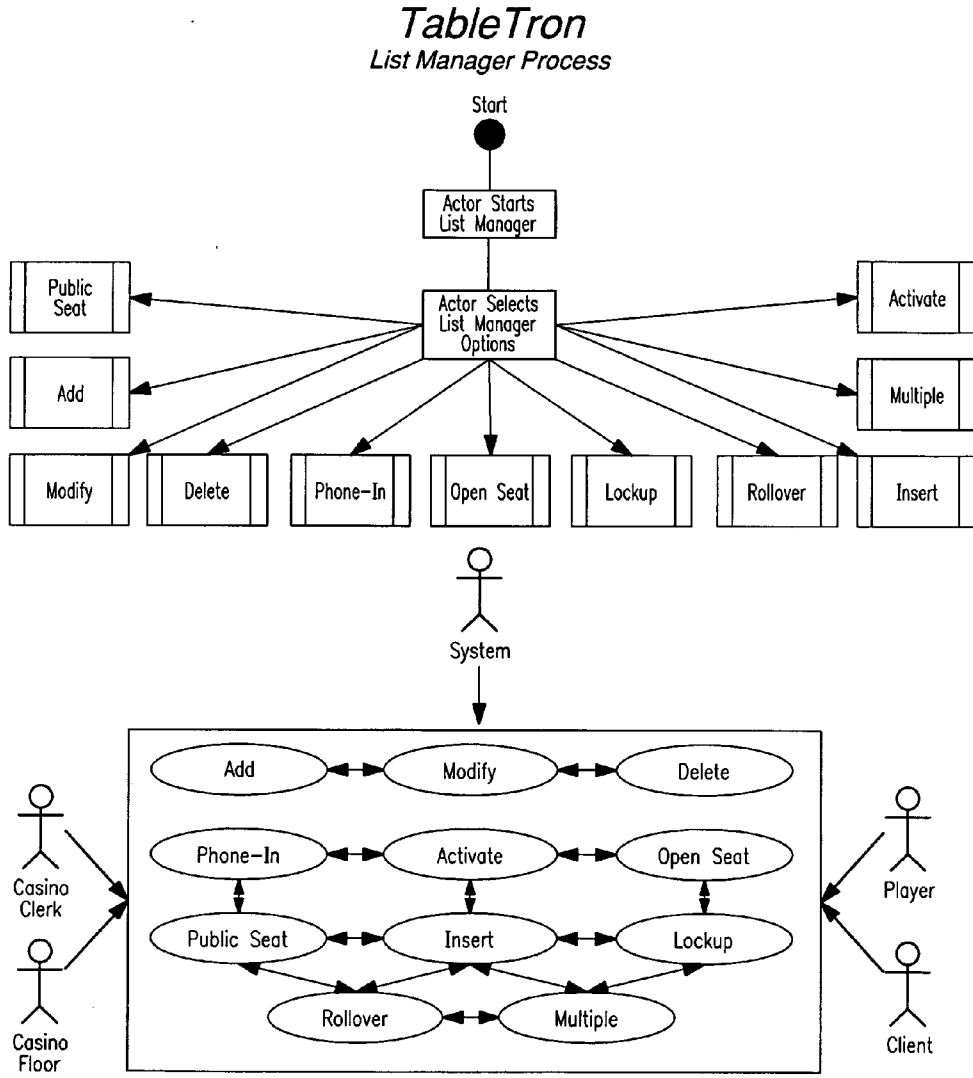 TableTron
List Manager Process
Start
Actor Starts
List Manager
Public
Seat
Actor Selects
List Manager
Options
Activate
Add
Multiple
Modify
Delete
Phone-In
Open Seat
Lockup
Rollover
Insert
System
Add
Modify
Delete
Phone-In
Activate
Open Seat
Casino
Clerk
Player
Public Seat
Insert
Lockup
Rollover
Multiple
Casino
Floor
Client